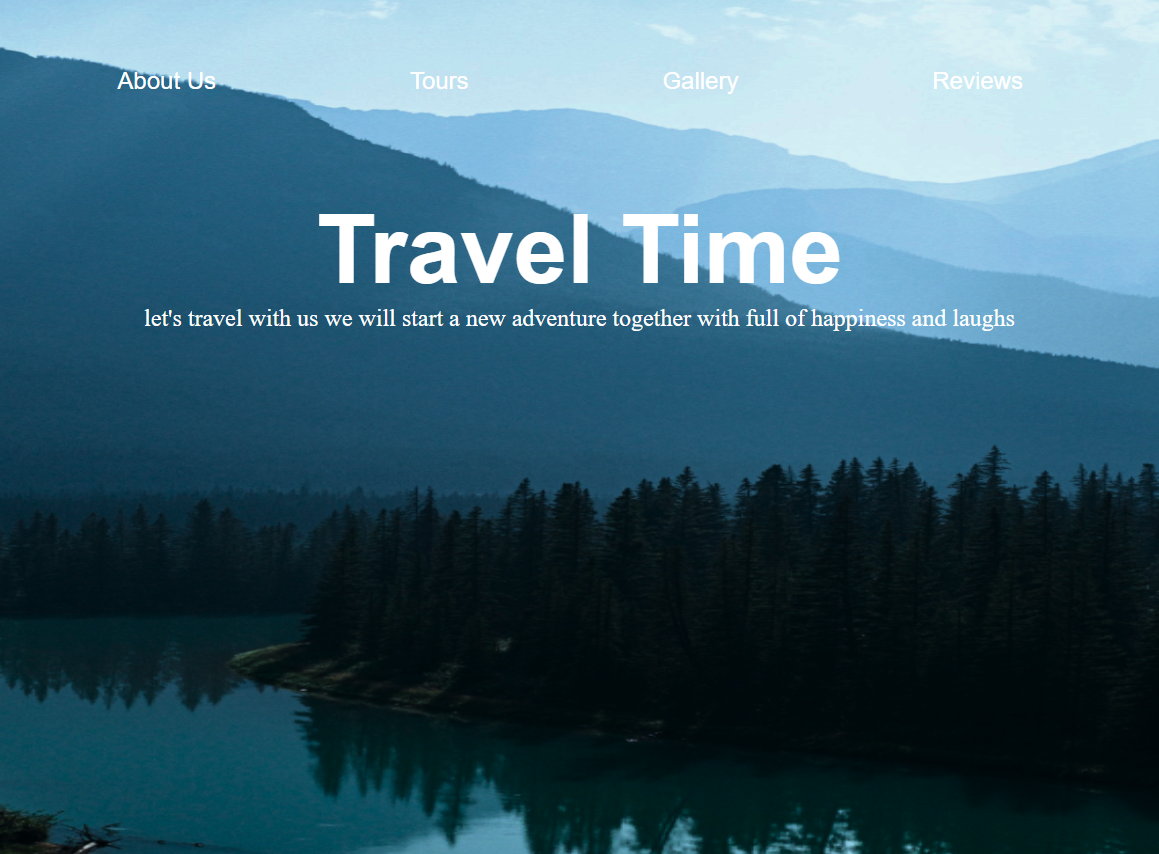 About Us Tours Gallery Reviews
Travel Time
let's travel with us we will start a new adventure together with full of happiness and laughs